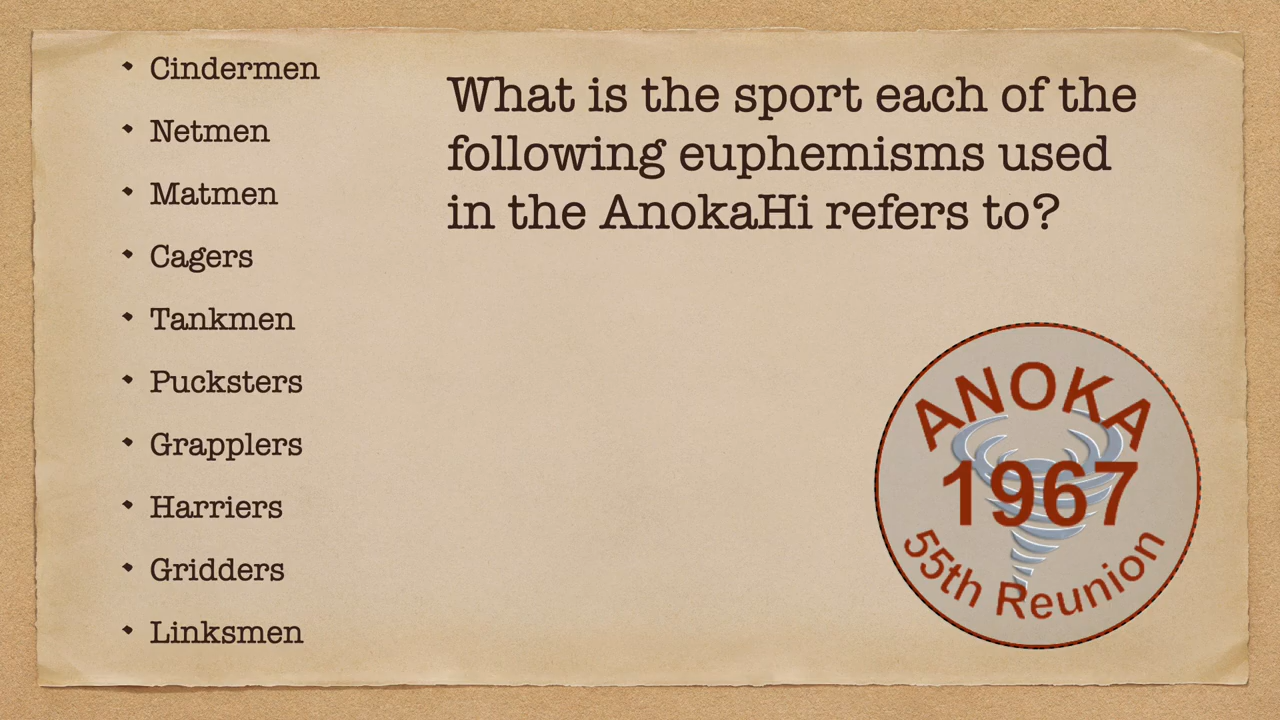 • Cindermen
• Netmen
• Matmen
• Cagers
• Tankmen
• Pucksters
• Grapplers
• Harriers
• Gridders
• Linksmen
What is the sport each of the
following euphemisms used
in the AnokaHi refers to?
ANOKA
1967
55th Reunion